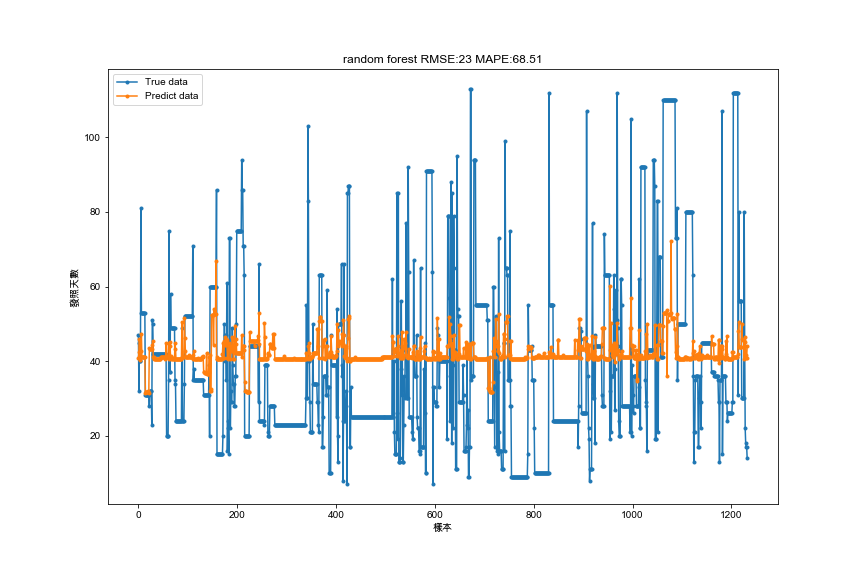 random forest RMSE:23 MAPE:68.51
True data
Predict data
發照天數
100
80
60
40
20
0
200
400
600
800
1000
1200
樣本